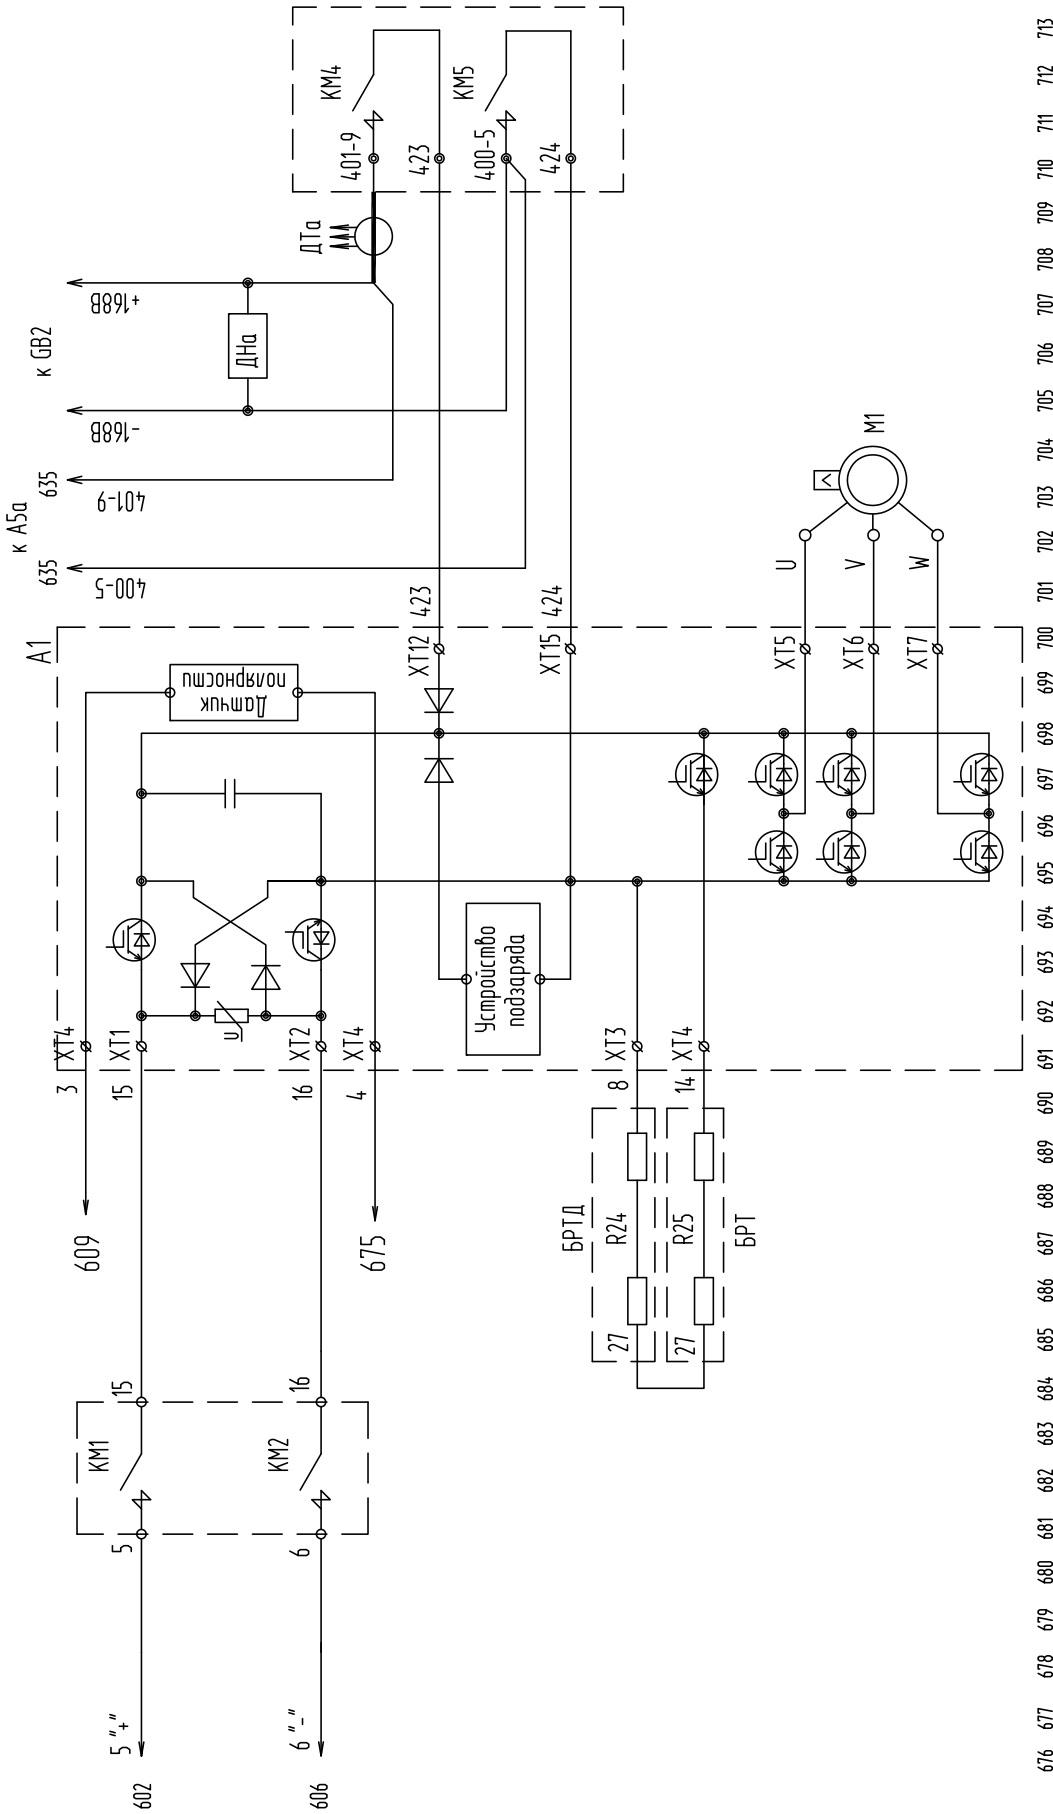 713
КМ4
КМ5
712
711
401-9
423
400-5
424
710
ДТа
709
708
+168В
707
к GB2
ДНа
706
705
-168В
М1
704
635
401-9
703
к А5а
635
702
U
V
W
400-5
423
424
701
А1
ХТ12
ХТ15
ХТ5
ХТ6
ХТ7
700
Датчик
полярности
699
698
697
696
695
694
Устройство
подзаряда
693
692
U
ХТ4
ХТ1
ХТ2
ХТ4
ХТ3
ХТ4
691
3
15
16
4
8
14
690
689
688
609
675
БРТД
R24
R25
БРТ
687
686
27
27
685
15
16
684
КМ1
КМ2
683
682
681
5
6
680
679
678
5 "+"
6 "-"
677
602
606
676